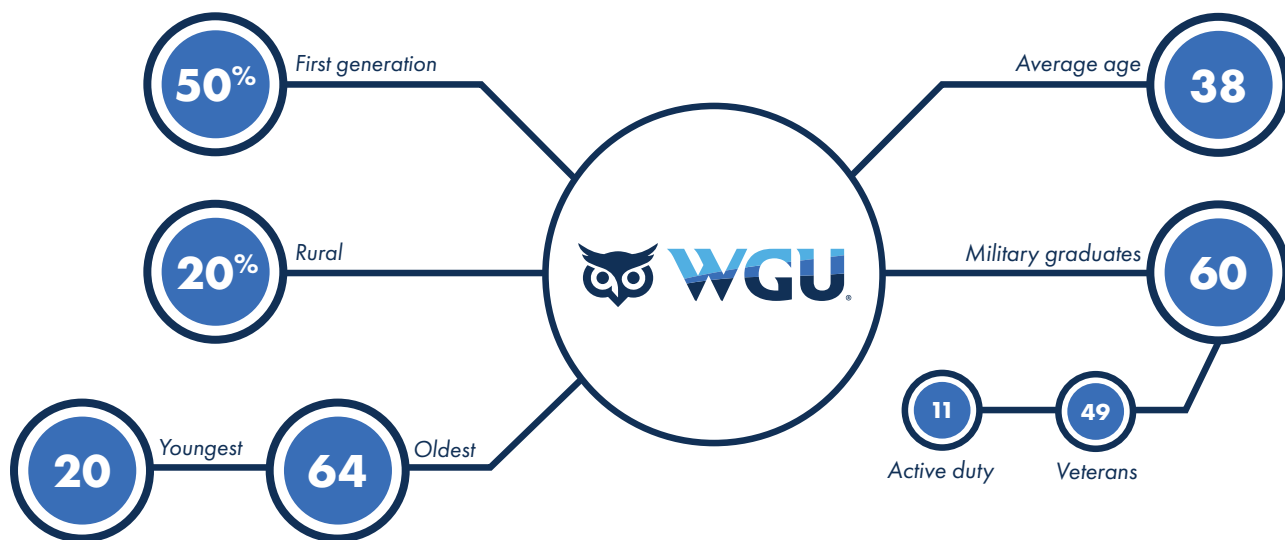 50%
First generation
Average age
38
20%
Rural
WGU®
Military graduates
60
20
Youngest
64
Oldest
11
49
Active duty
Veterans